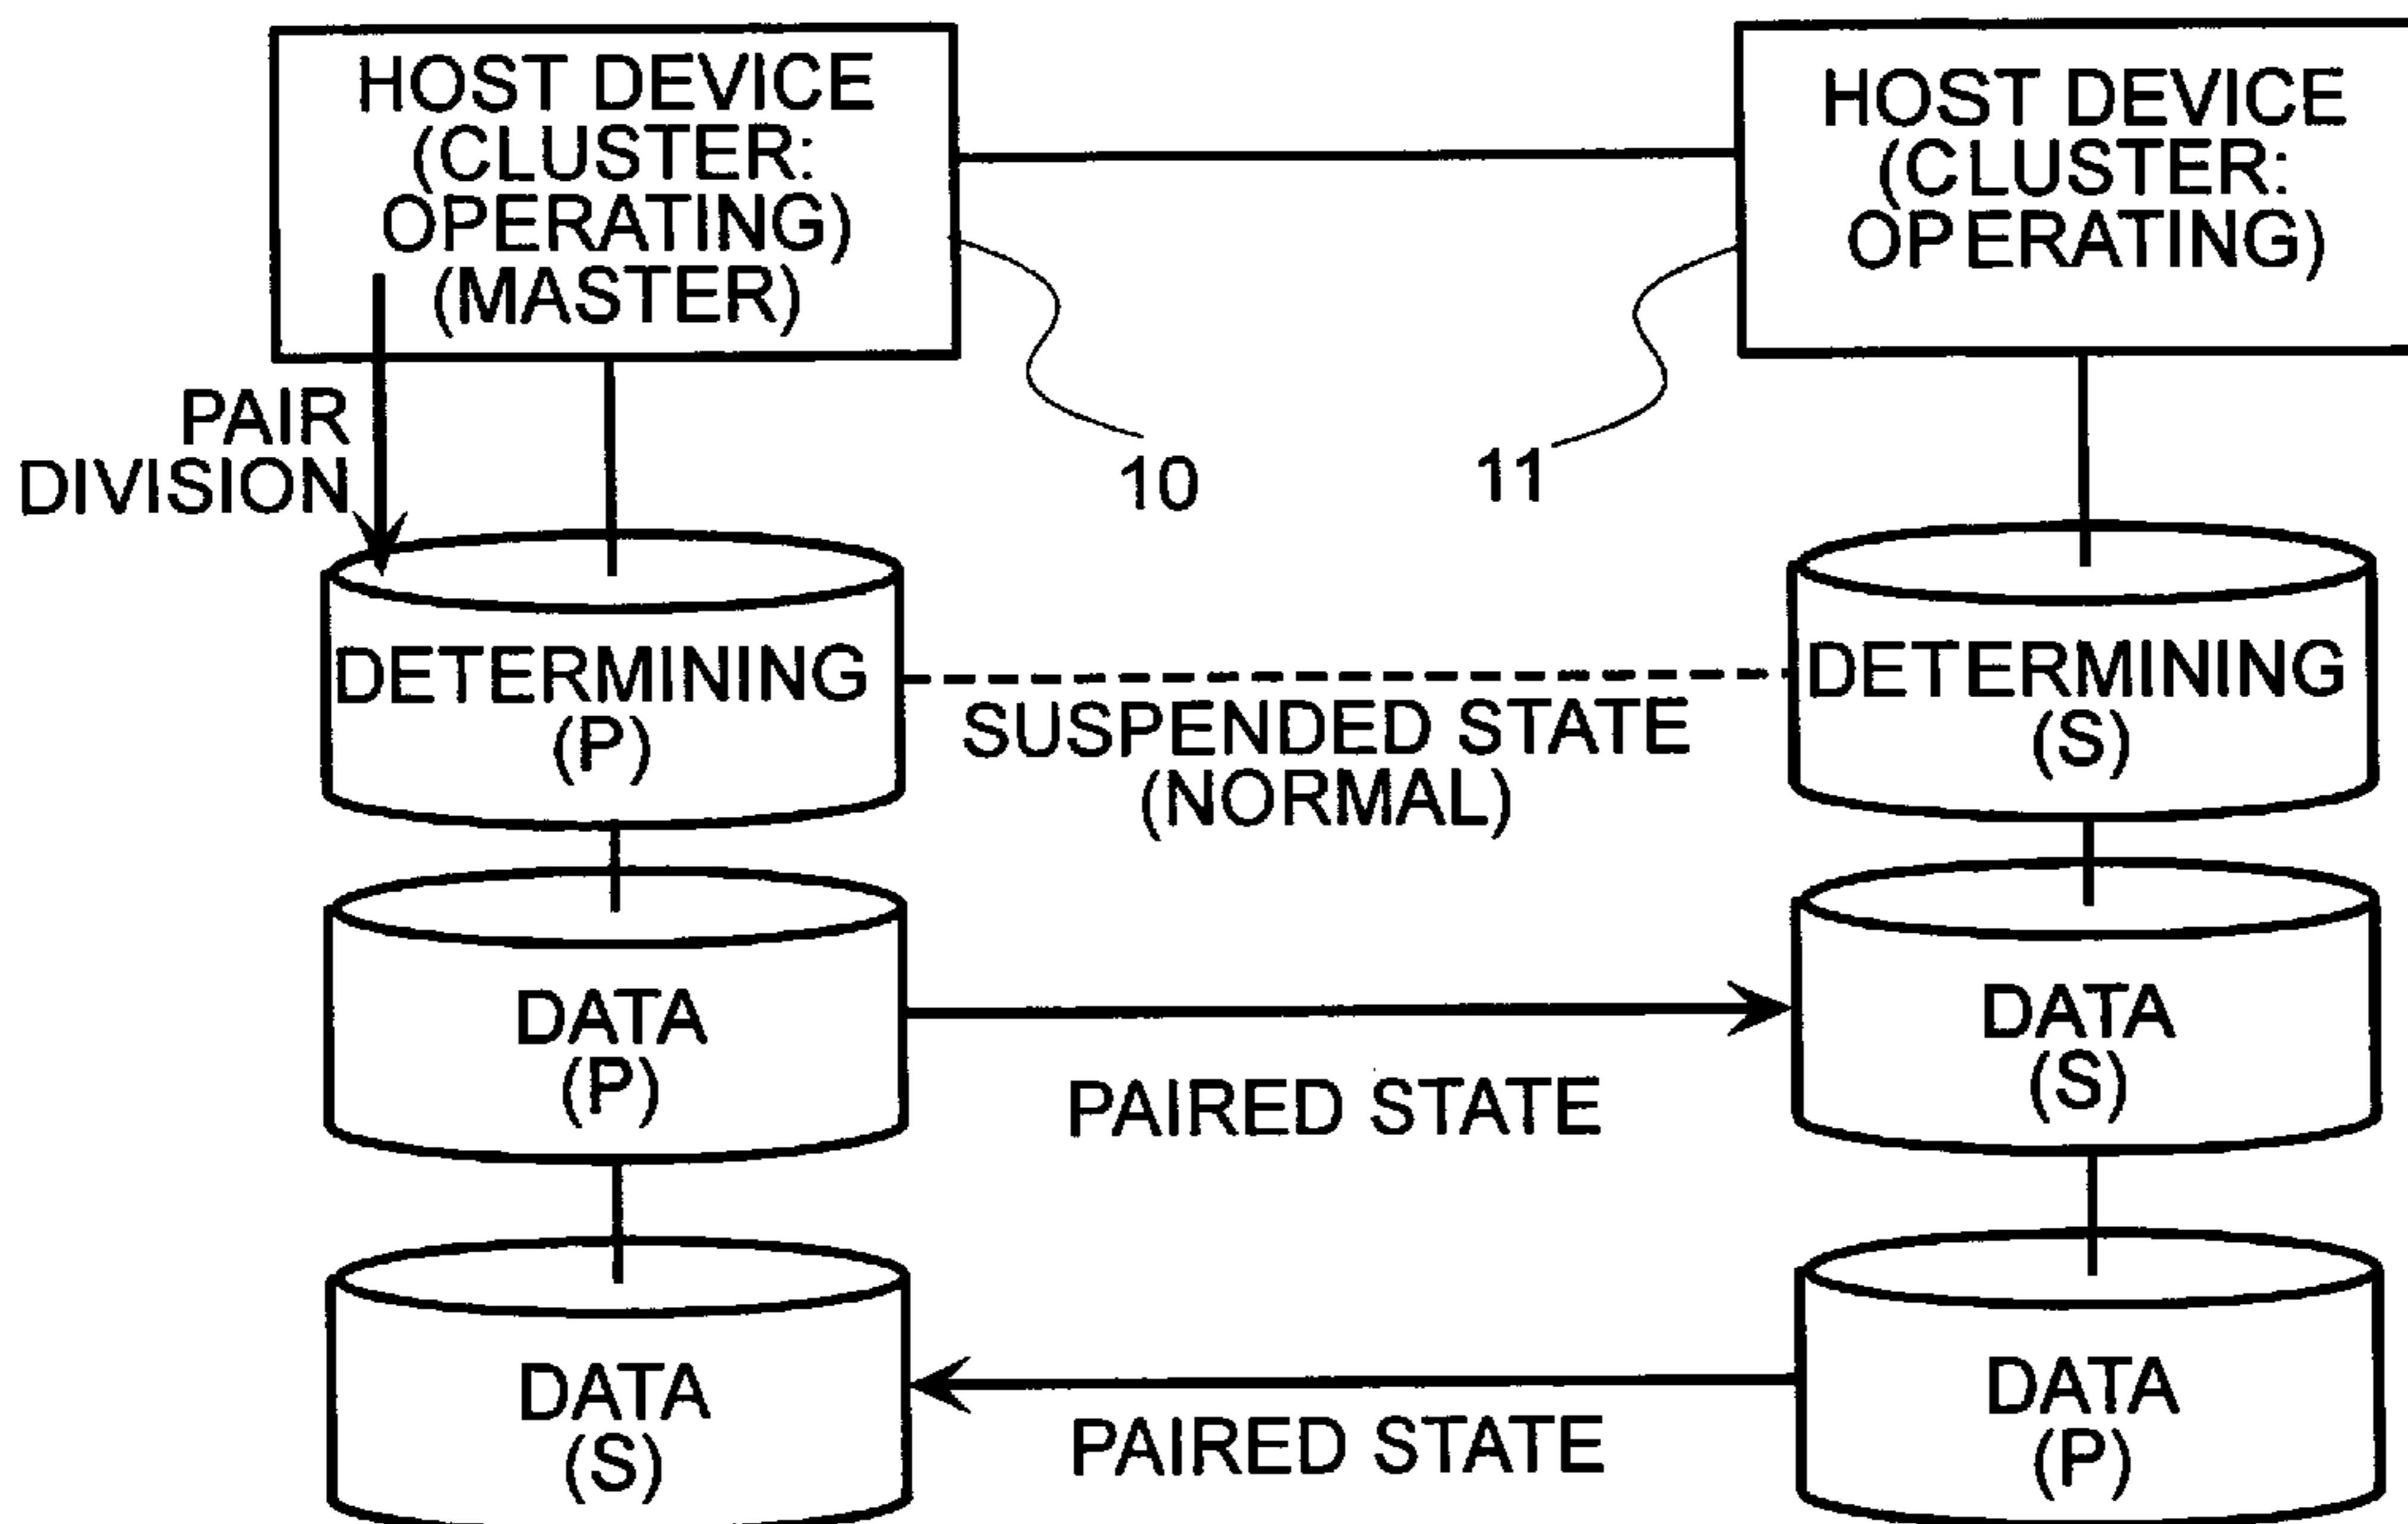 HOST DEVICE
(CLUSTER:
OPERATING)
(MASTER)
HOST DEVICE
(CLUSTER:
OPERATING)
PAIR
DIVISION
10
11
DETERMINING
(P)
SUSPENDED STATE
(NORMAL)
DETERMINING
(S)
DATA
(P)
PAIRED STATE
DATA
(S)
DATA
(S)
PAIRED STATE
DATA
(P)